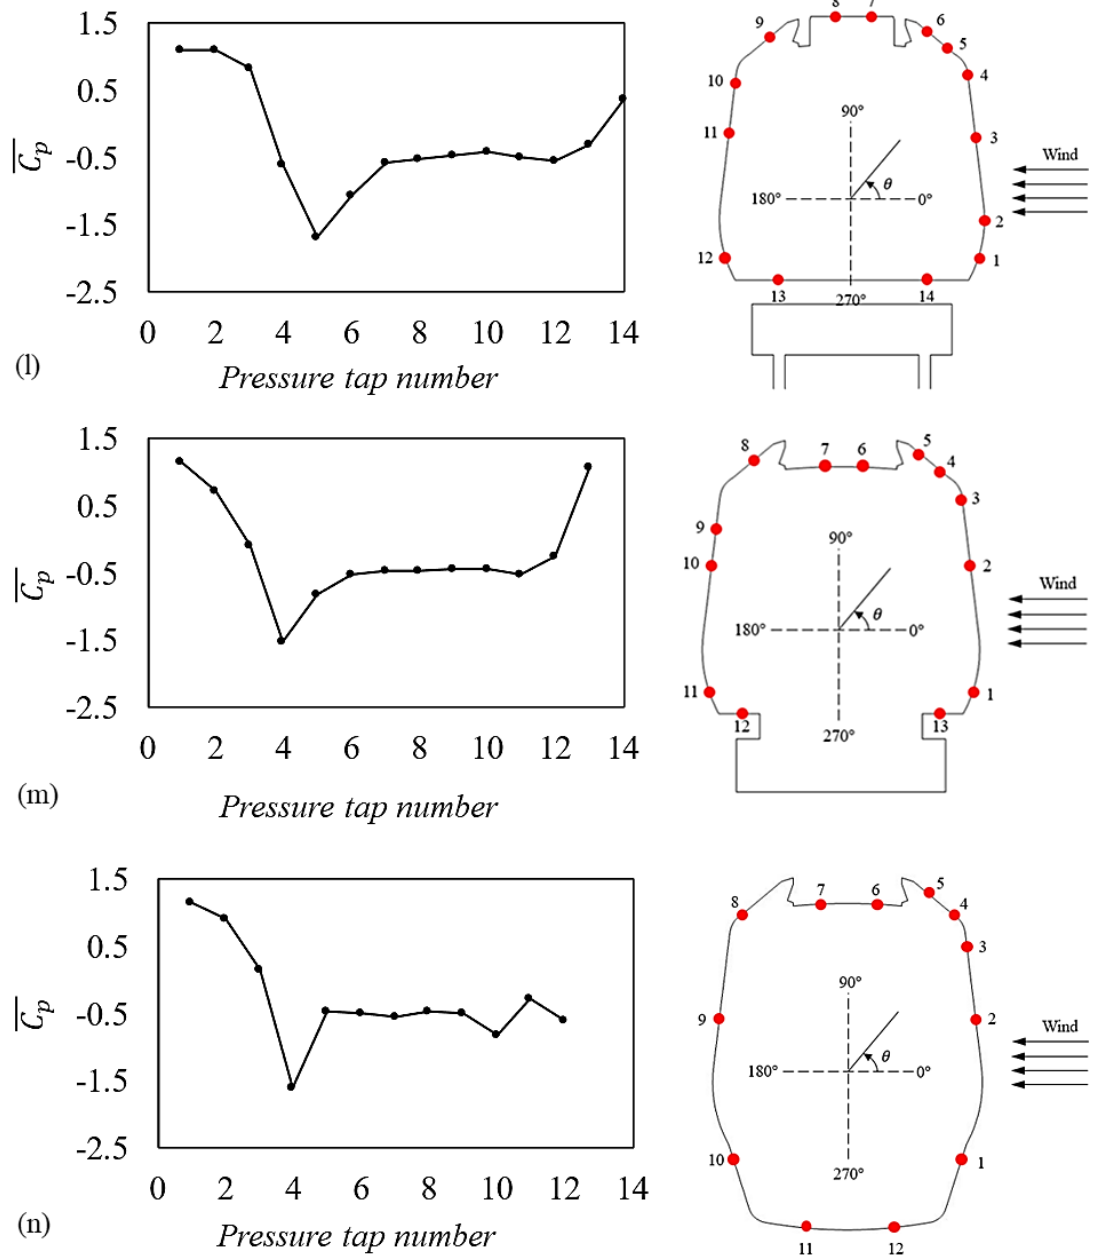 1.5
0.5
-0.5
-1.5
-2.5
C̅p
0 2 4 6 8 10 12 14
Pressure tap number
(l)
8 7
9 6
5
10 4
11 3
90°
Wind
θ
180° 0°
2
12 1
13 270° 14
1.5
0.5
-0.5
-1.5
-2.5
C̅p
0 2 4 6 8 10 12 14
Pressure tap number
(m)
8 7 6 5
4
3
9
90°
10 2
Wind
θ
180° 0°
11 1
12 13
270°
1.5
0.5
-0.5
-1.5
-2.5
C̅p
0 2 4 6 8 10 12 14
Pressure tap number
(n)
8 7 6 5
4
3
90°
9 2
Wind
θ
180° 0°
10 1
270°
11 12